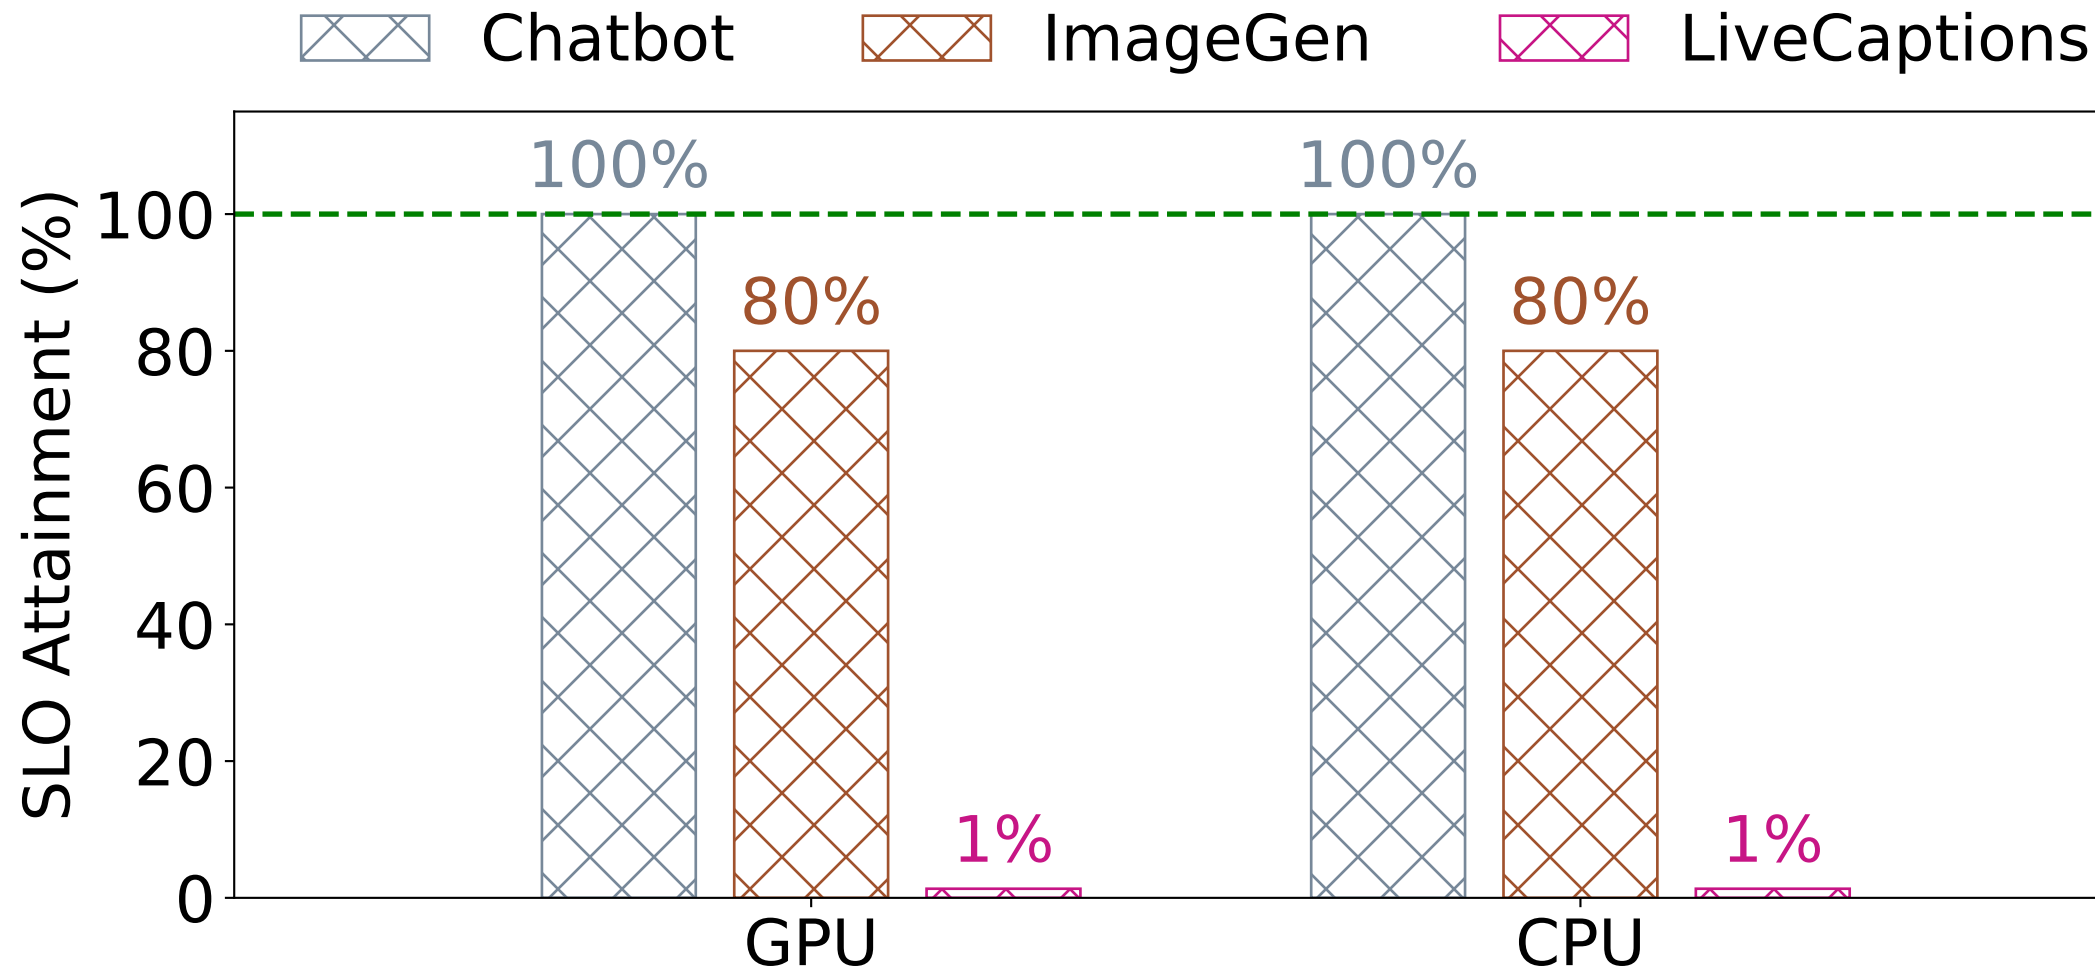 Chatbot ImageGen LiveCaptions
SLO Attainment (%)
100
80
60
40
20
0
100% 80% 1%
100% 80% 1%
GPU CPU